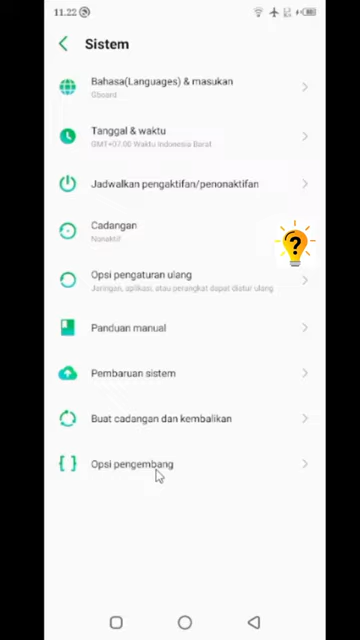 11.22
Sistem
Bahasa(Languages) & masukan
Gboard
Tanggal & waktu
GMT+07.00 Waktu Indonesia Barat
Jadwalkan pengaktifan/penonaktifan
Cadangan
Nonaktif
Opsi pengaturan ulang
Jaringan, aplikasi, atau perangkat dapat diatur ulang
Panduan manual
Pembaruan sistem
Buat cadangan dan kembalikan
Opsi pengembang